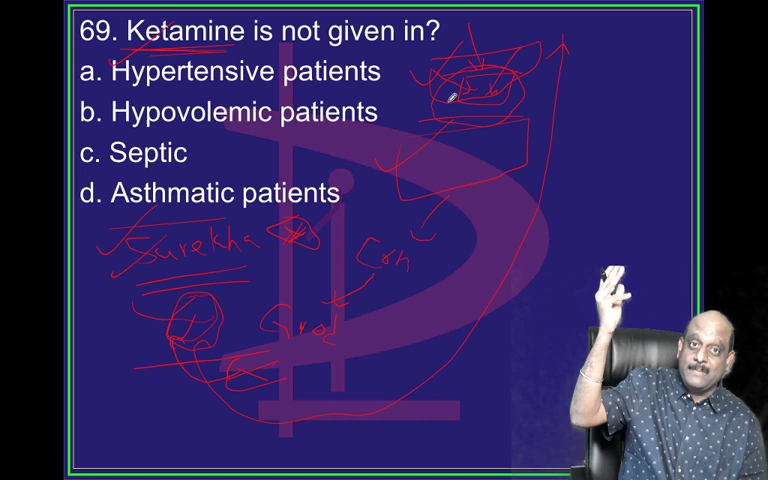 69. Ketamine is not given in?
a. Hypertensive patients
b. Hypovolemic patients
c. Septic
d. Asthmatic patients
Surekha